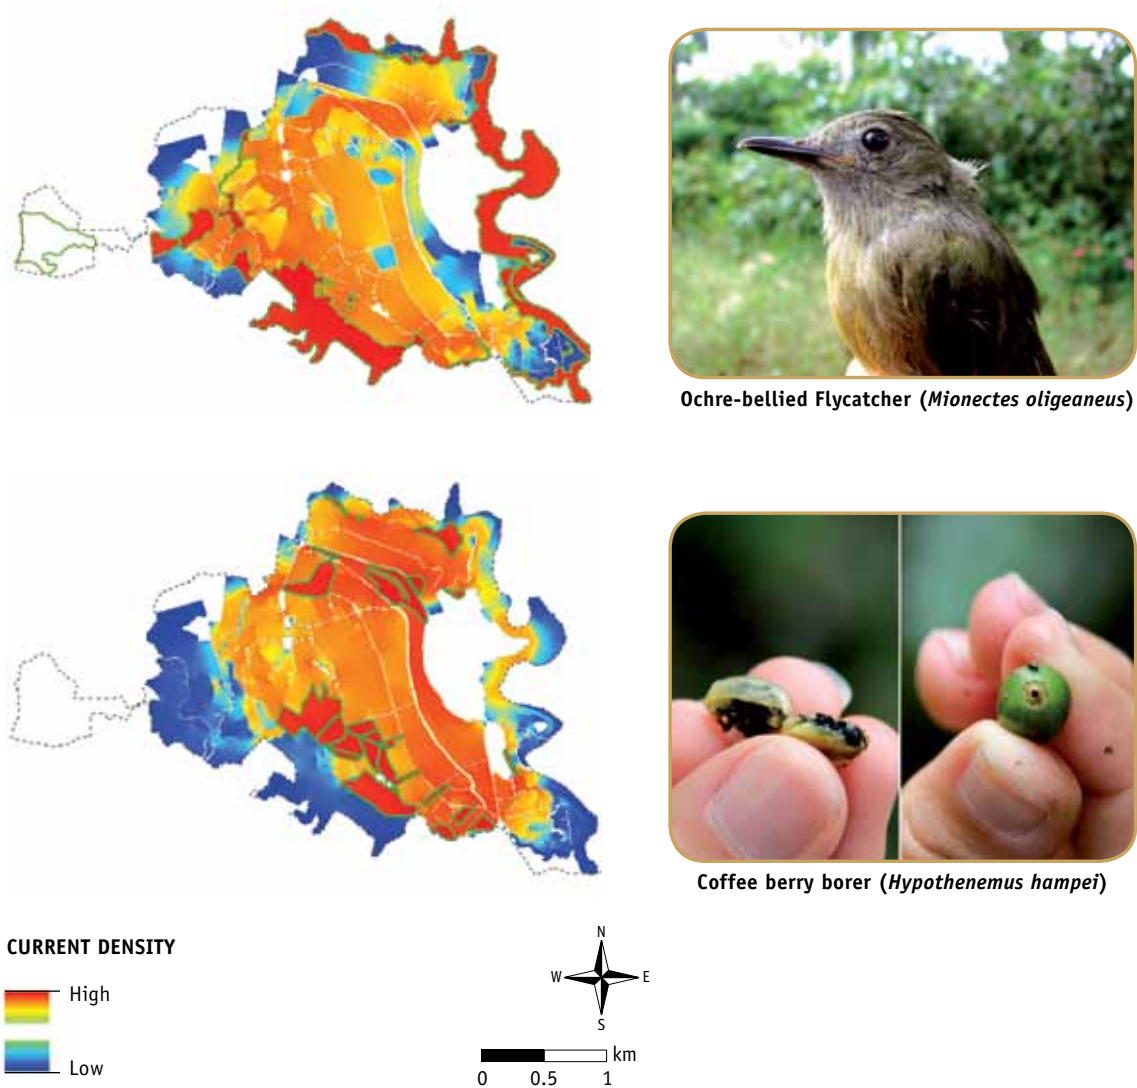 Ochre-bellied Flycatcher (Mionectes oligeaneus)
Coffee berry borer (Hypothenemus hampei)
CURRENT DENSITY
High
Low
N
W E
S
km
0 0.5 1